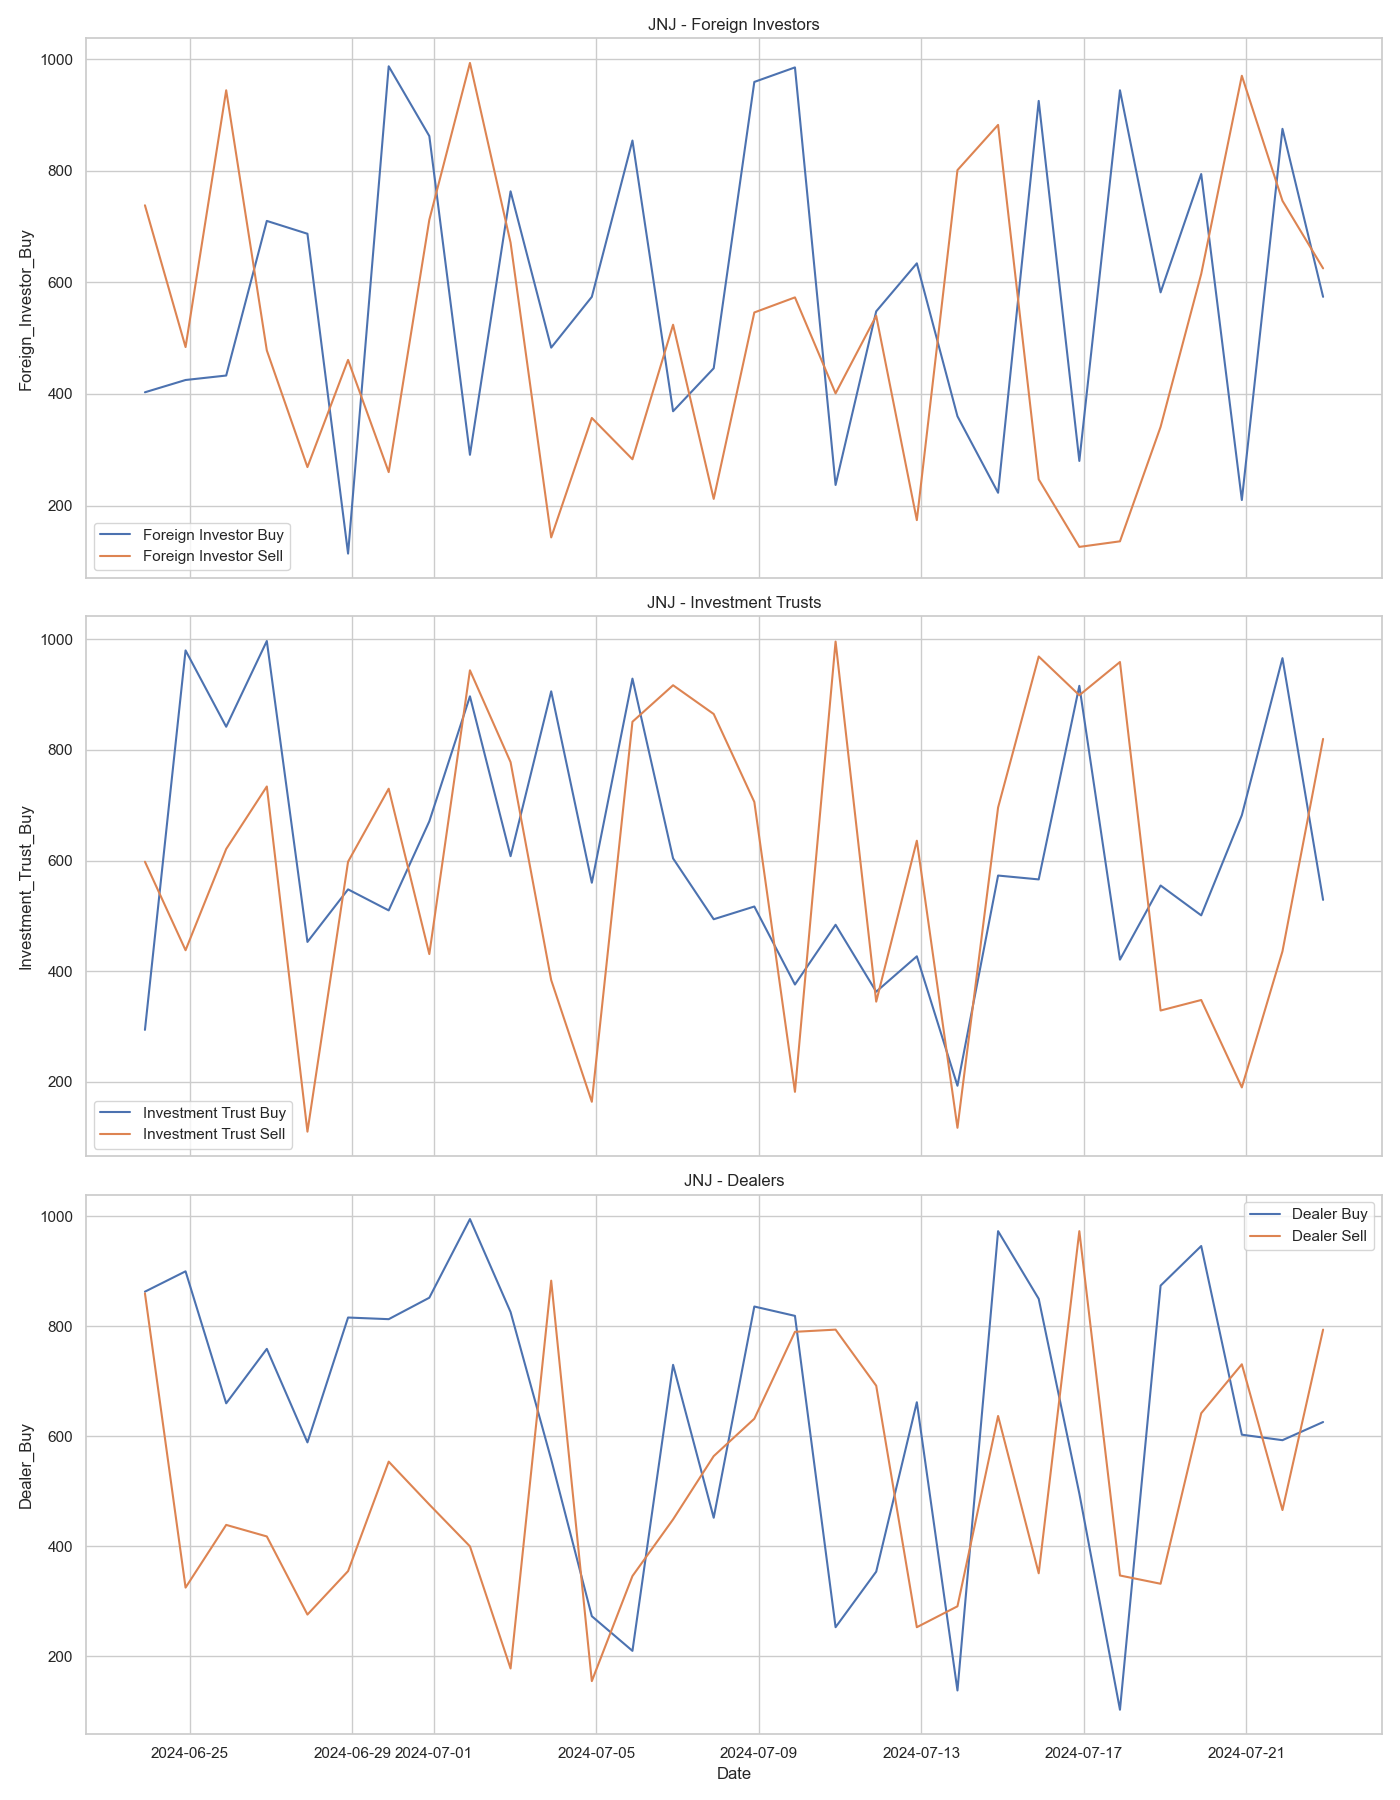 JNJ - Foreign Investors
Foreign_Investor_Buy
1000
800
600
400
200
Foreign Investor Buy
Foreign Investor Sell
JNJ - Investment Trusts
Investment_Trust_Buy
1000
800
600
400
200
Investment Trust Buy
Investment Trust Sell
JNJ - Dealers
Dealer_Buy
1000
800
600
400
200
Dealer Buy
Dealer Sell
2024-06-25 2024-06-29 2024-07-01 2024-07-05 2024-07-09 2024-07-13 2024-07-17 2024-07-21
Date